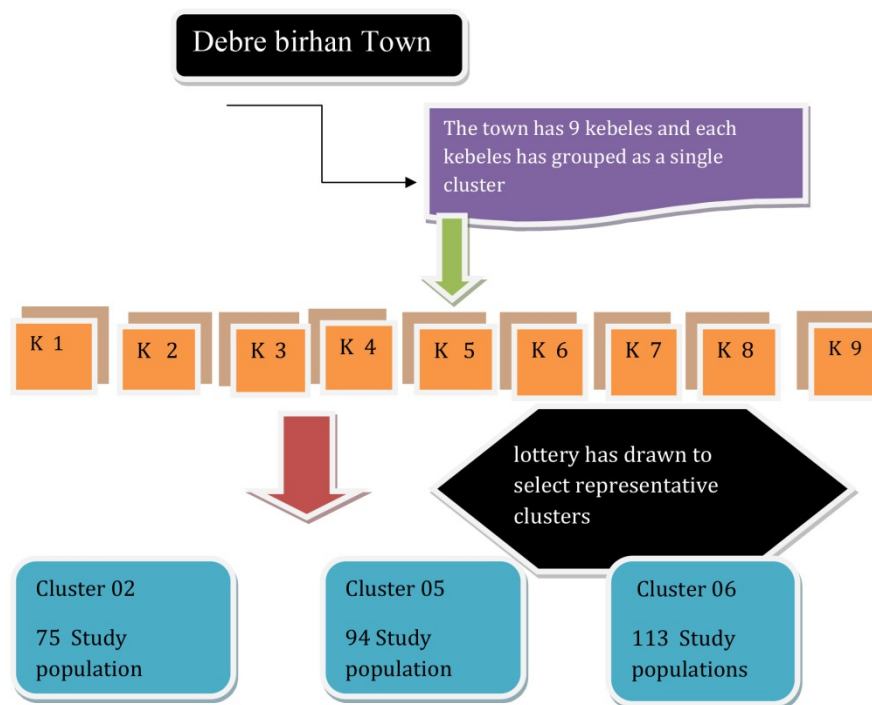 Debre birhan Town
The town has 9 kebeles and each
kebeles has grouped as a single
cluster
K 1
K 2
K 3
K 4
K 5
K 6
K 7
K 8
K 9
lottery has drawn to
select representative
clusters
Cluster 02
75 Study
population
Cluster 05
94 Study
population
Cluster 06
113 Study
populations